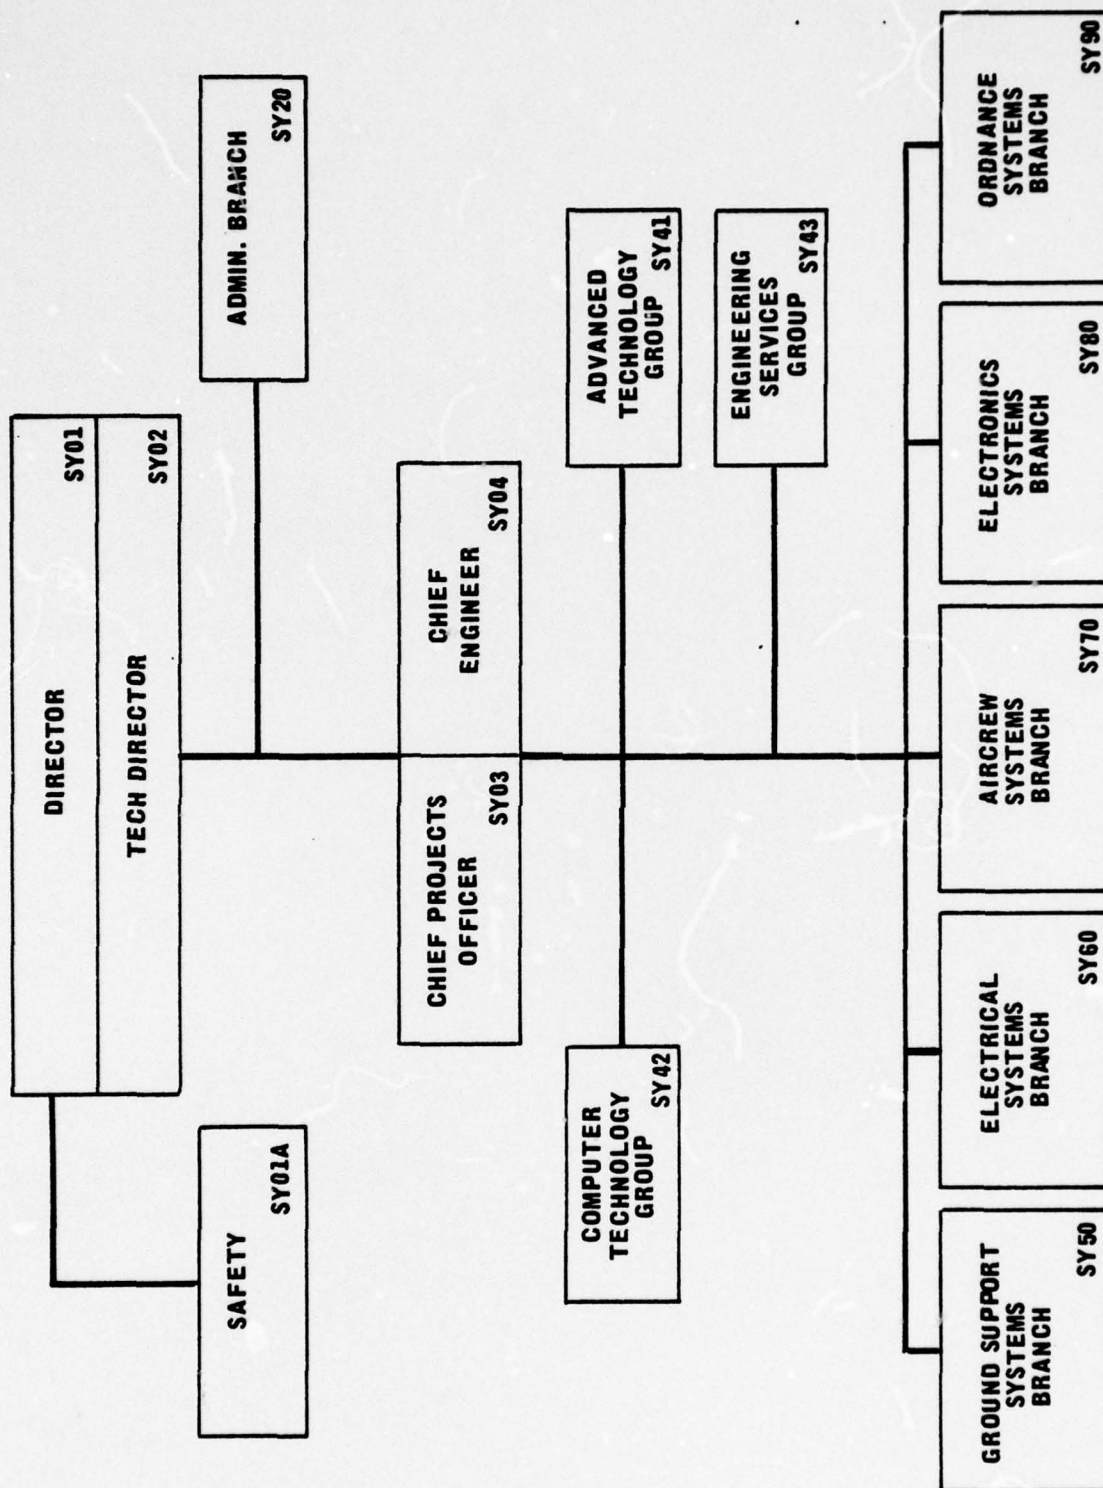 DIRECTOR
SY01
TECH DIRECTOR
SY02
SAFETY
SY01A
ADMIN. BRANCH
SY20
CHIEF PROJECTS
OFFICER
SY03
CHIEF
ENGINEER
SY04
COMPUTER
TECHNOLOGY
GROUP
SY42
ADVANCED
TECHNOLOGY
GROUP
SY41
ENGINEERING
SERVICES
GROUP
SY43
GROUND SUPPORT
SYSTEMS
BRANCH
SY50
ELECTRICAL
SYSTEMS
BRANCH
SY60
AIRCREW
SYSTEMS
BRANCH
SY70
ELECTRONICS
SYSTEMS
BRANCH
SY80
ORDNANCE
SYSTEMS
BRANCH
SY90